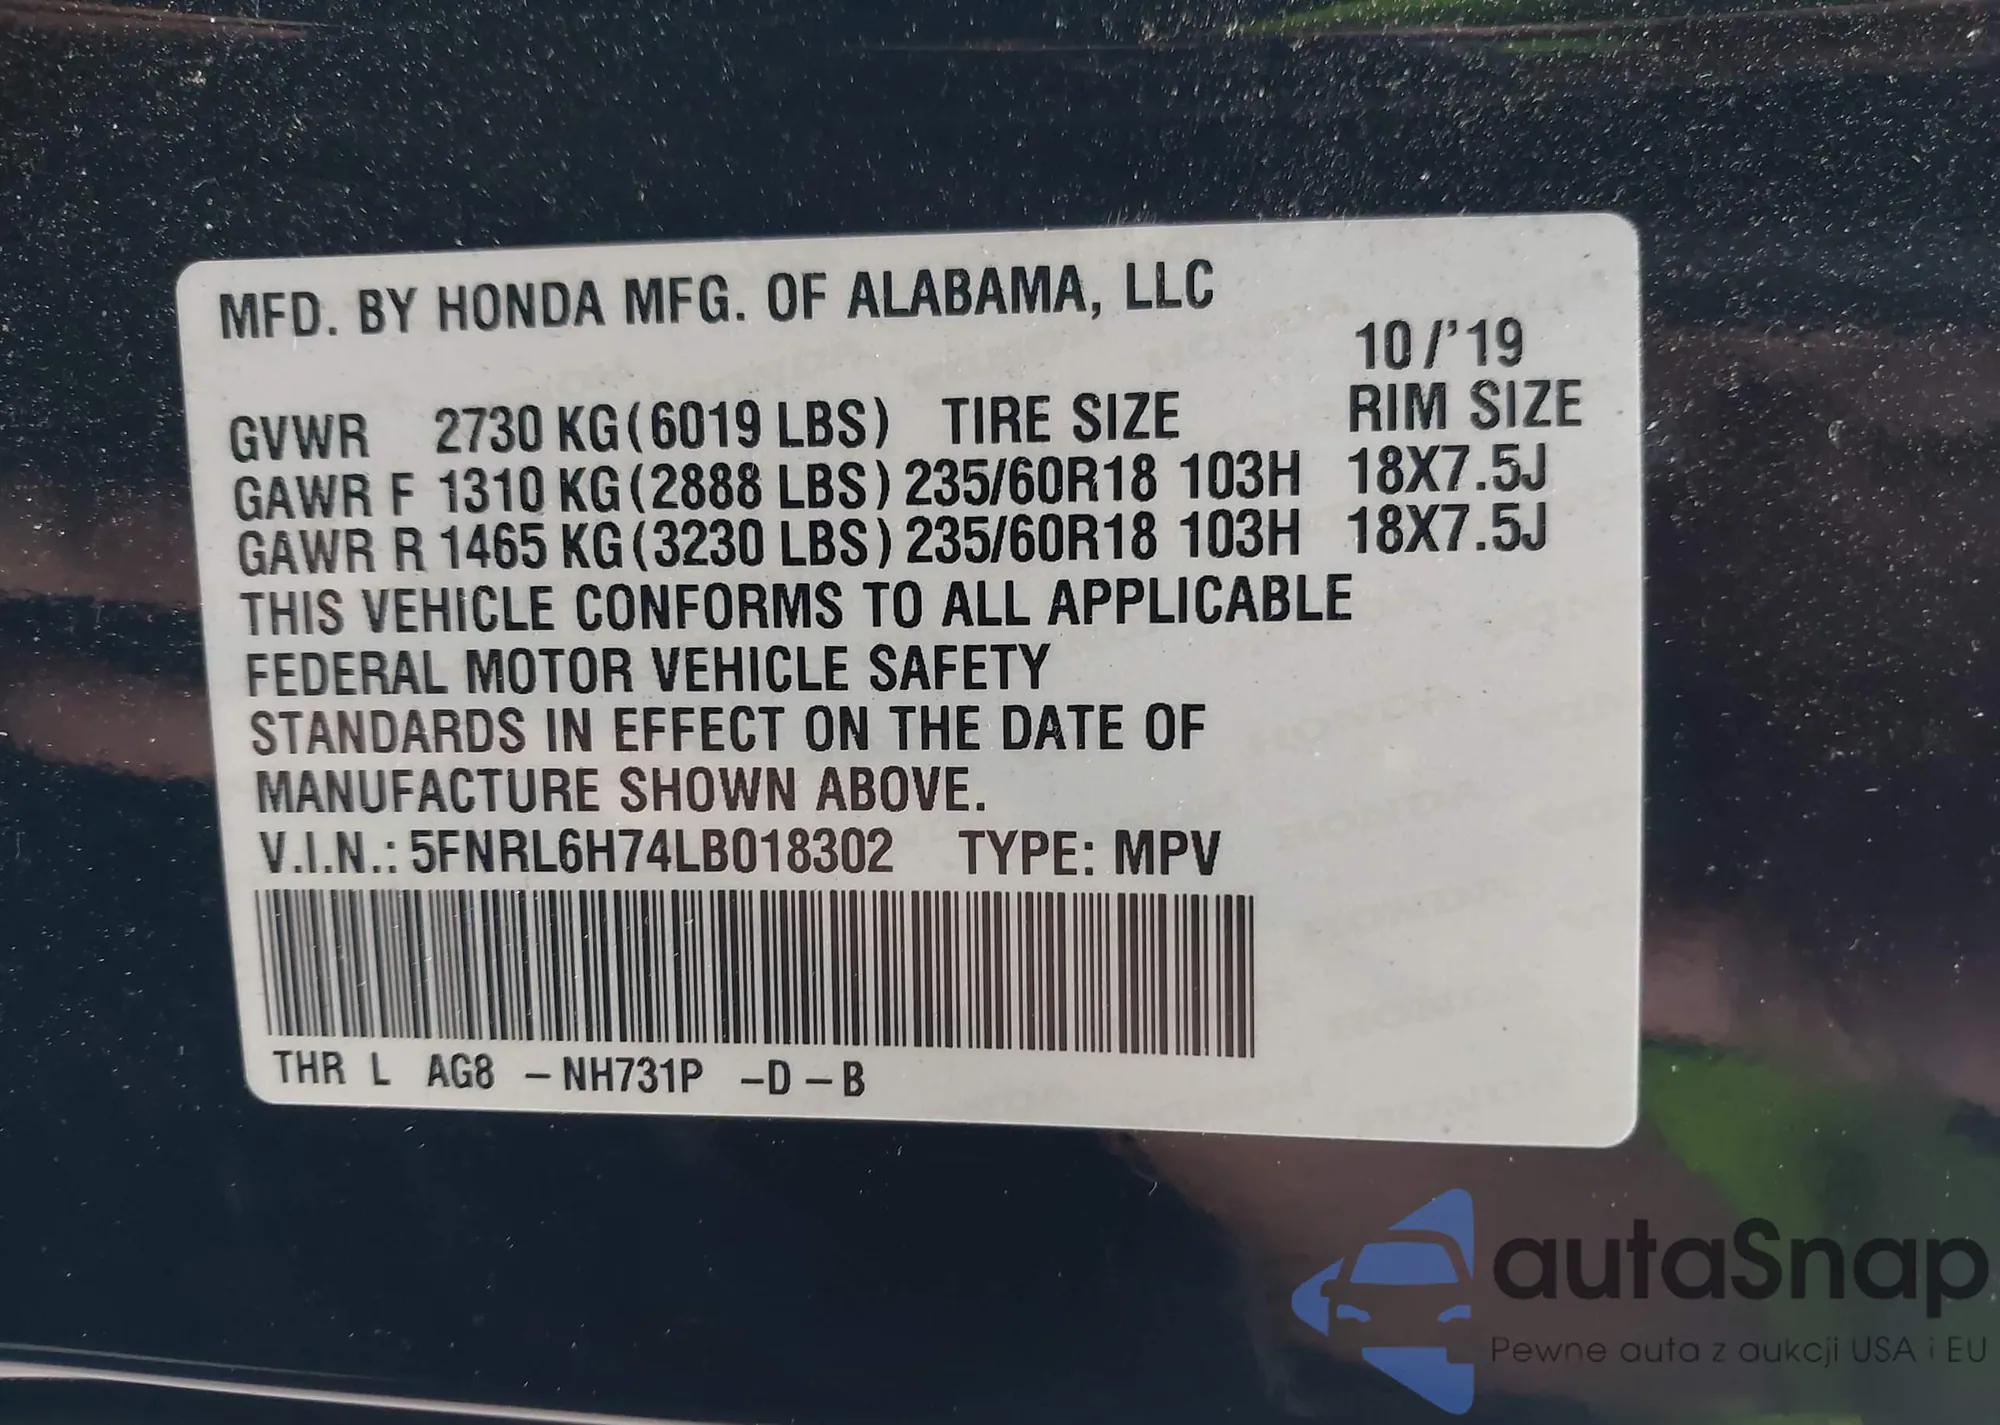 MFD. BY HONDA MFG. OF ALABAMA, LLC
10/'19
GVWR 2730 KG(6019 LBS) TIRE SIZE RIM SIZE
GAWR F 1310 KG(2888 LBS) 235/60R18 103H 18X7.5J
GAWR R 1465 KG(3230 LBS) 235/60R18 103H 18X7.5J
THIS VEHICLE CONFORMS TO ALL APPLICABLE
FEDERAL MOTOR VEHICLE SAFETY
STANDARDS IN EFFECT ON THE DATE OF
MANUFACTURE SHOWN ABOVE.
V.I.N.: 5FNRL6H74LB018302 TYPE: MPV
THR L AG8 –NH731P –D–B
autaSnap
Pewne auta z aukcji USA i EU